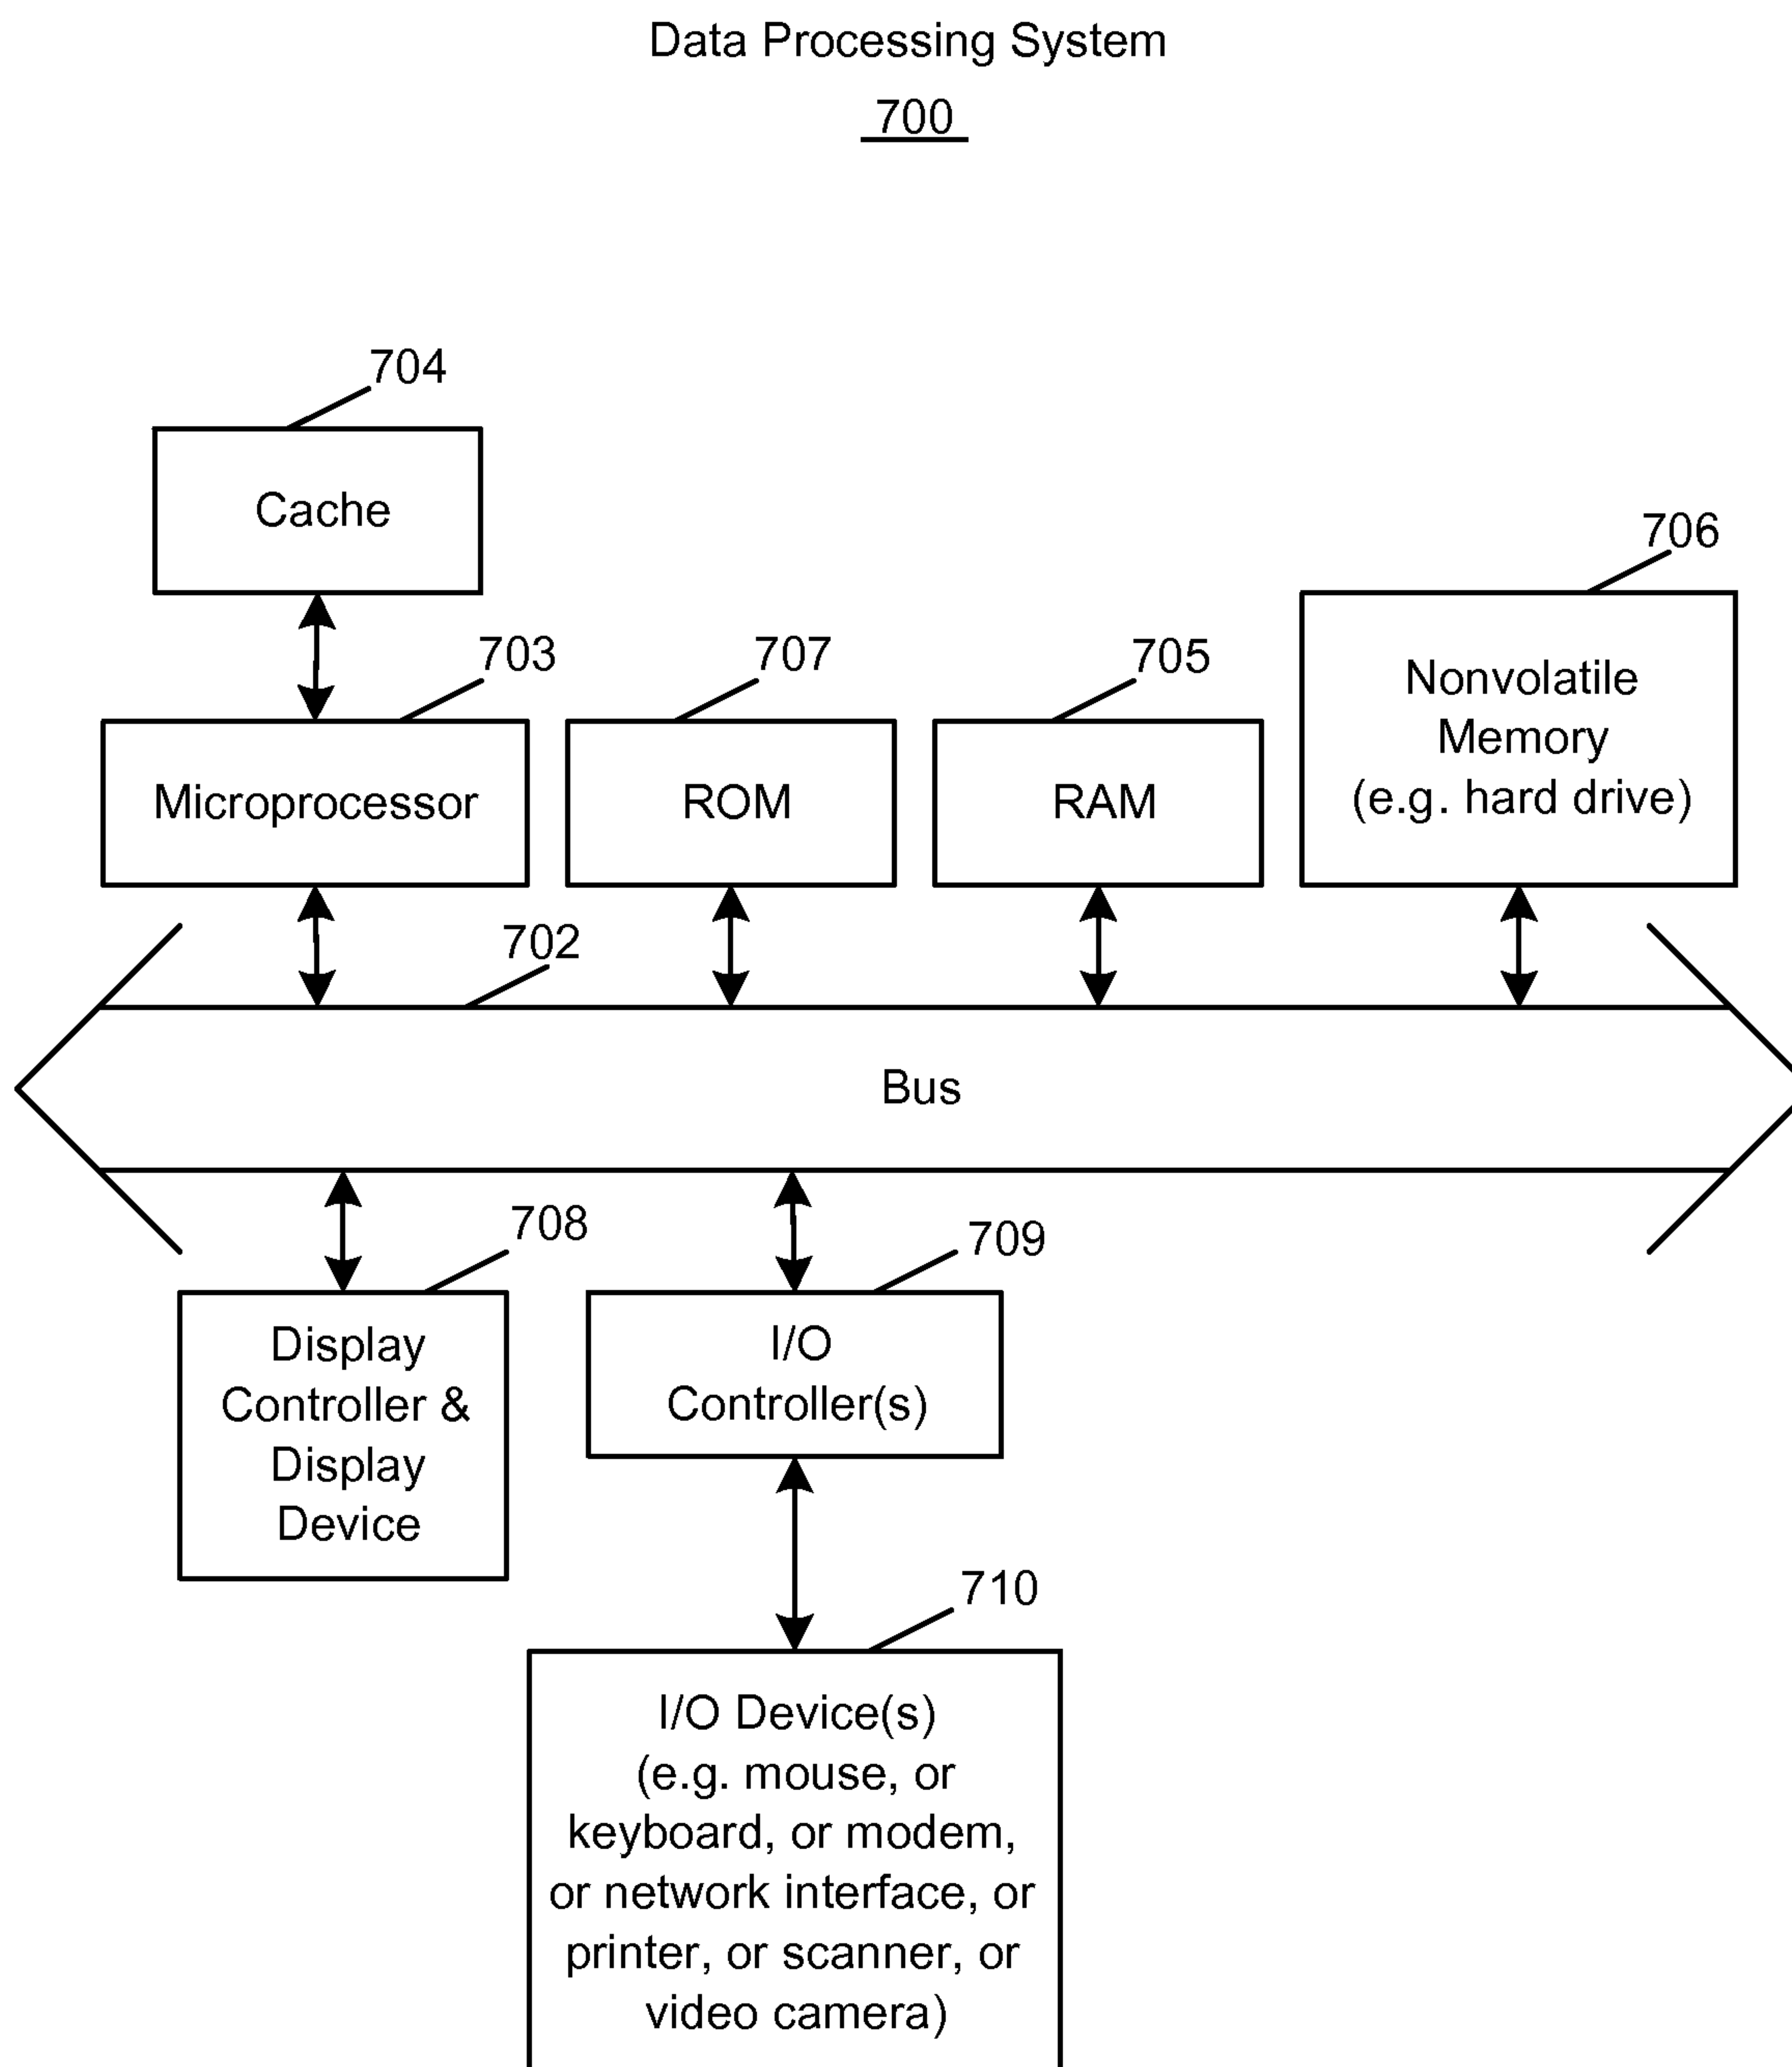 Data Processing System
700
704
Cache
706
703
707
705
Nonvolatile
Memory
(e.g. hard drive)
Microprocessor
ROM
RAM
702
Bus
708
709
Display
Controller &
Display
Device
I/O
Controller(s)
710
I/O Device(s)
(e.g. mouse, or
keyboard, or modem,
or network interface, or
printer, or scanner, or
video camera)